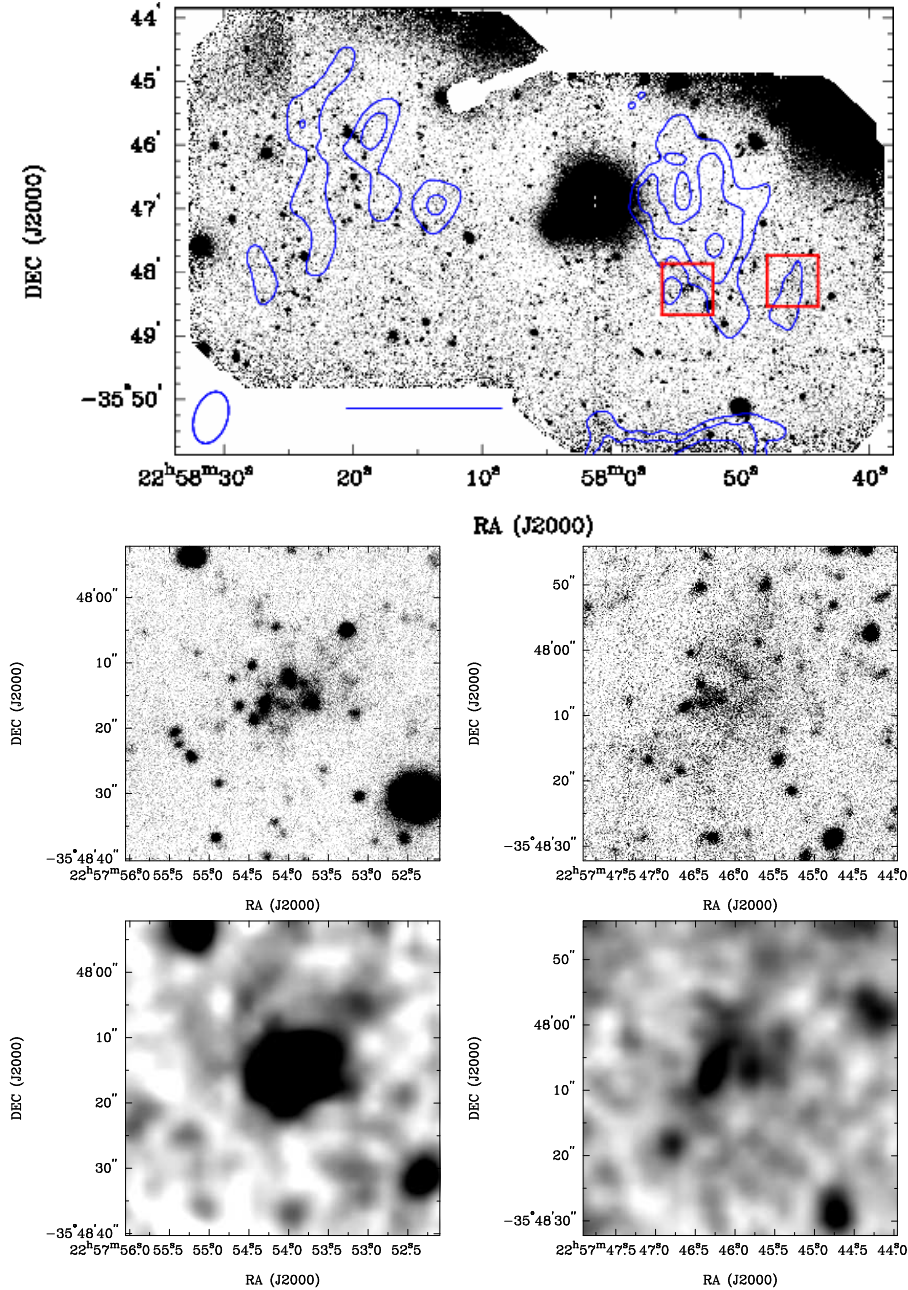 44'
45'
46'
47'
48'
49'
−35° 50'
DEC (J2000)
22ʰ58ᵐ30ˢ 20ˢ 10ˢ 58ᵐ0ˢ 50ˢ 40ˢ
RA (J2000)
48'00"
10"
20"
30"
−35° 48'40"
DEC (J2000)
22ʰ57ᵐ56ˢ.0 55ˢ.5 55ˢ.0 54ˢ.5 54ˢ.0 53ˢ.5 53ˢ.0 52ˢ.5
RA (J2000)
50"
48'00"
10"
20"
−35° 48'30"
DEC (J2000)
22ʰ57ᵐ47ˢ.5 47ˢ.0 46ˢ.5 46ˢ.0 45ˢ.5 45ˢ.0 44ˢ.5 44ˢ.0
RA (J2000)
48'00"
10"
20"
30"
−35° 48'40"
DEC (J2000)
22ʰ57ᵐ56ˢ.0 55ˢ.5 55ˢ.0 54ˢ.5 54ˢ.0 53ˢ.5 53ˢ.0 52ˢ.5
RA (J2000)
50"
48'00"
10"
20"
−35° 48'30"
DEC (J2000)
22ʰ57ᵐ47ˢ.5 47ˢ.0 46ˢ.5 46ˢ.0 45ˢ.5 45ˢ.0 44ˢ.5 44ˢ.0
RA (J2000)